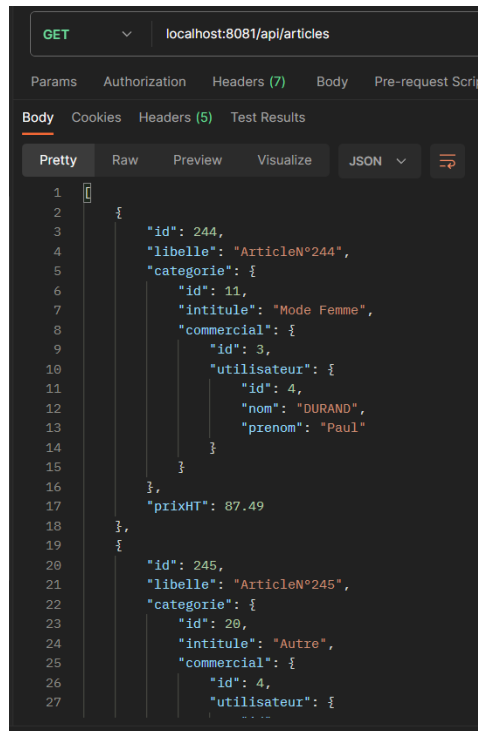 GET localhost:8081/api/articles
Params Authorization Headers (7) Body Pre-request Scri
Body Cookies Headers (5) Test Results
Pretty Raw Preview Visualize JSON
1 [
2 {
3 "id": 244,
4 "libelle": "ArticleN°244",
5 "categorie": {
6 "id": 11,
7 "intitule": "Mode Femme",
8 "commercial": {
9 "id": 3,
10 "utilisateur": {
11 "id": 4,
12 "nom": "DURAND",
13 "prenom": "Paul"
14 }
15 }
16 },
17 "prixHT": 87.49
18 },
19 {
20 "id": 245,
21 "libelle": "ArticleN°245",
22 "categorie": {
23 "id": 20,
24 "intitule": "Autre",
25 "commercial": {
26 "id": 4,
27 "utilisateur": {